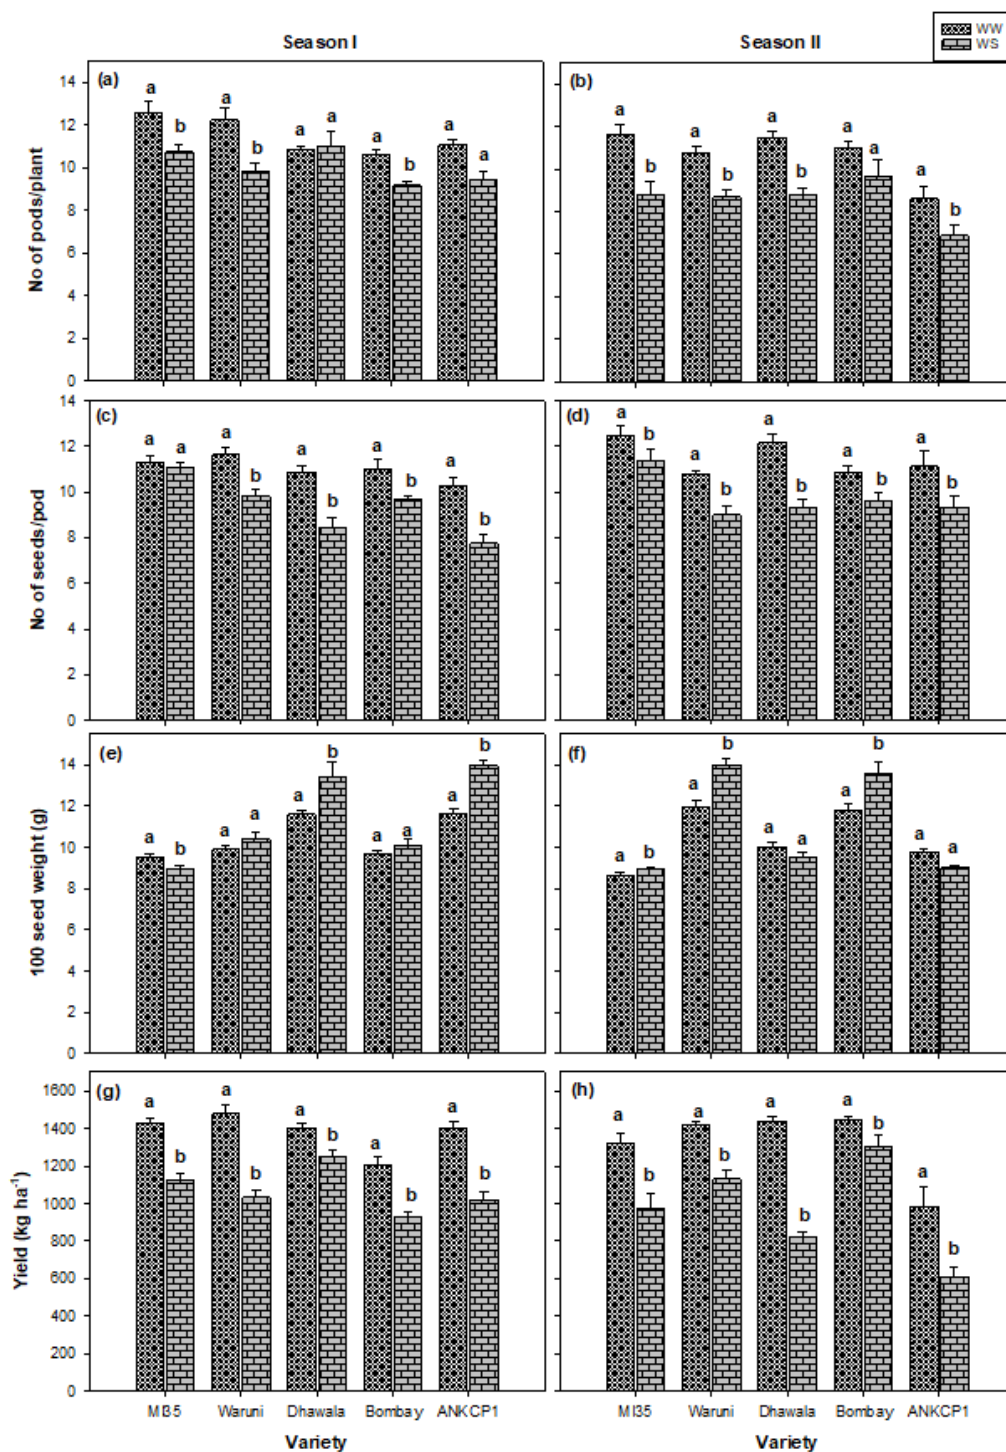 Season I
Season II
WW
WS
(a)
14
12
10
8
6
4
2
0
No of pods/plant
a
b
a
b
a
a
a
b
a
a
(b)
a
b
a
b
a
b
a
a
a
b
(c)
14
12
10
8
6
4
2
0
No of seeds/pod
a
a
a
b
a
b
a
b
a
b
(d)
a
b
a
b
a
b
a
b
a
b
(e)
14
12
10
8
6
4
2
0
100 seed weight (g)
a
b
a
a
a
b
a
a
a
b
(f)
a
b
a
b
a
a
a
b
a
a
(g)
1600
1400
1200
1000
800
600
400
200
0
Yield (kg ha⁻¹)
a
b
a
b
a
b
a
b
a
b
(h)
a
b
a
b
a
b
a
b
a
b
MI35 Waruni Dhawala Bombay ANKCP1
Variety
MI35 Waruni Dhawala Bombay ANKCP1
Variety